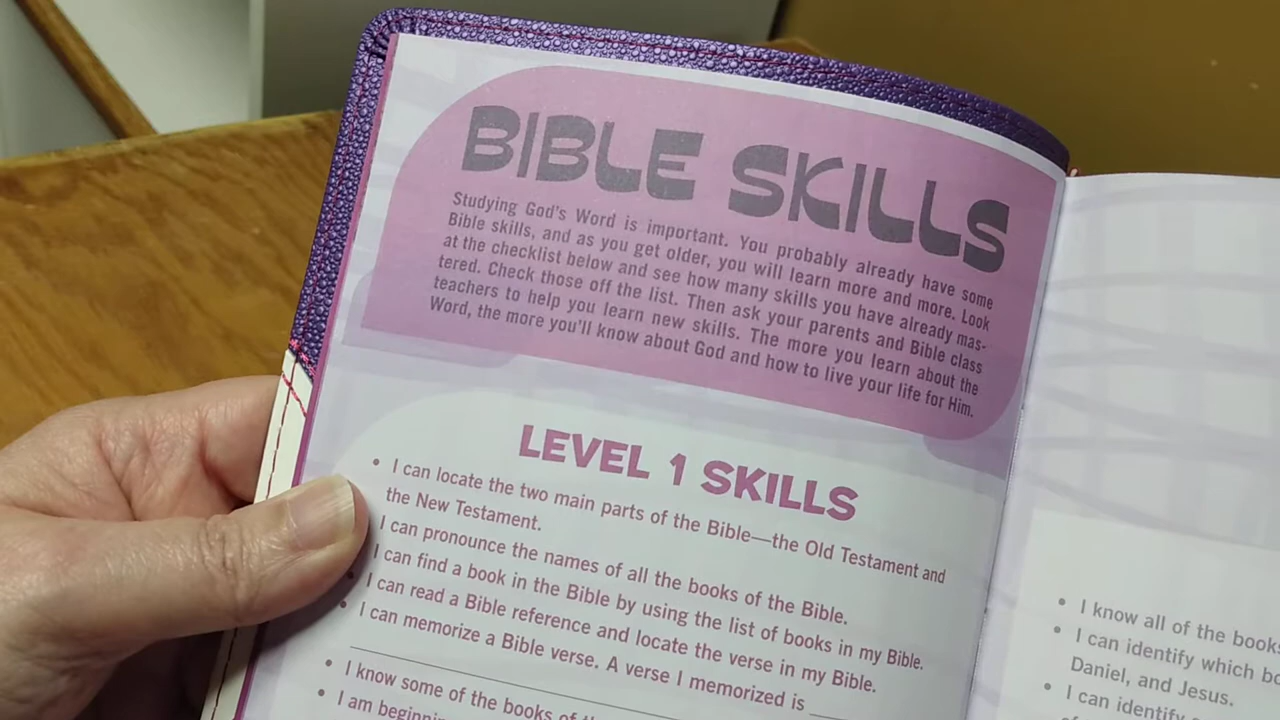 BIBLE SKILLS
Studying God's Word is important. You probably already have some
Bible skills, and as you get older, you will learn more and more. Look
at the checklist below and see how many skills you have already mas-
tered. Check those off the list. Then ask your parents and Bible class
teachers to help you learn new skills. The more you learn about the
Word, the more you'll know about God and how to live your life for Him.
LEVEL 1 SKILLS
• I can locate the two main parts of the Bible—the Old Testament and
the New Testament.
I can pronounce the names of all the books of the Bible.
I can find a book in the Bible by using the list of books in my Bible.
• I can read a Bible reference and locate the verse in my Bible.
• I can memorize a Bible verse. A verse I memorized is
• I know some of the books of
• I am
• I know all of the books
• I can identify which
Daniel, and Jesus.
• I can identify